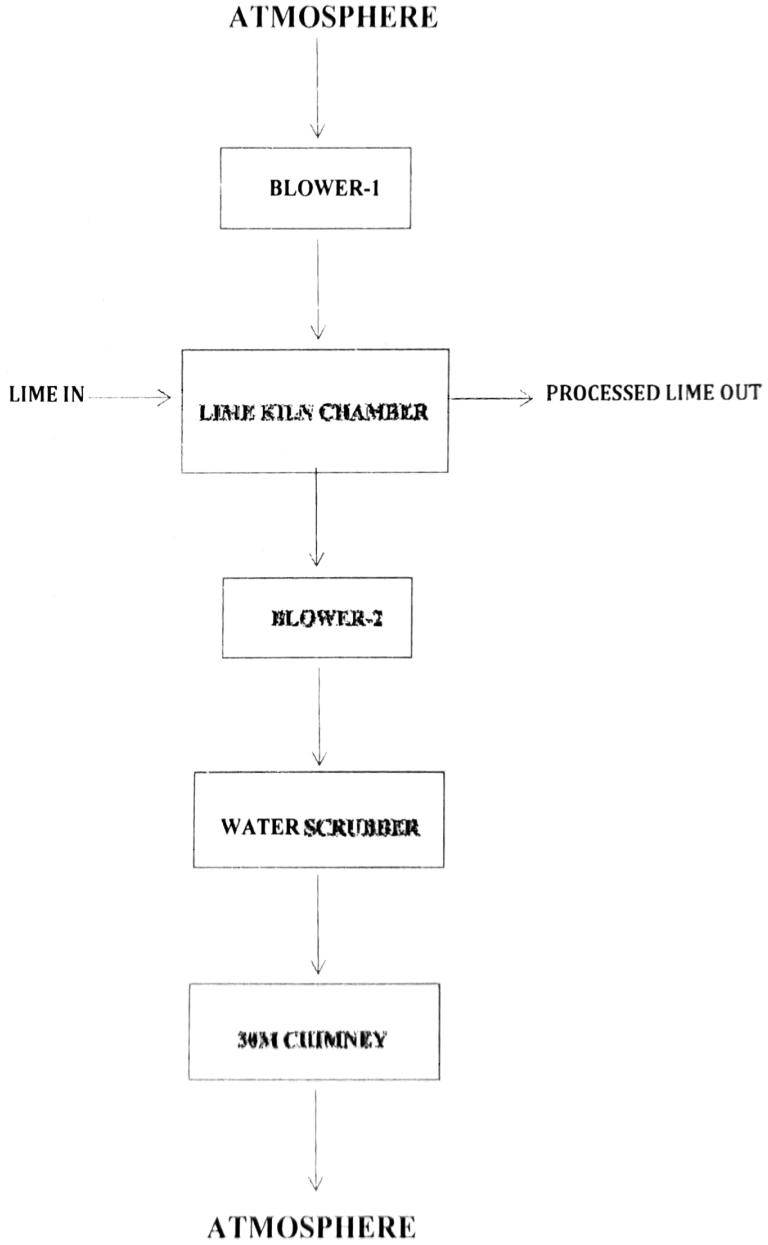 ATMOSPHERE
BLOWER-1
LIME IN
LIME KILN CHAMBER
PROCESSED LIME OUT
BLOWER-2
WATER SCRUBBER
30M CHIMNEY
ATMOSPHERE